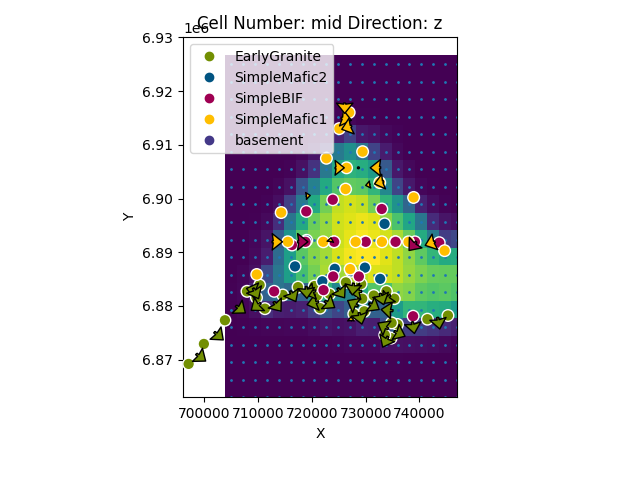 Cell Number: mid Direction: z
1e6
6.93
6.92
6.91
6.90
6.89
6.88
6.87
Y
EarlyGranite
SimpleMafic2
SimpleBIF
SimpleMafic1
basement
700000 710000 720000 730000 740000
X